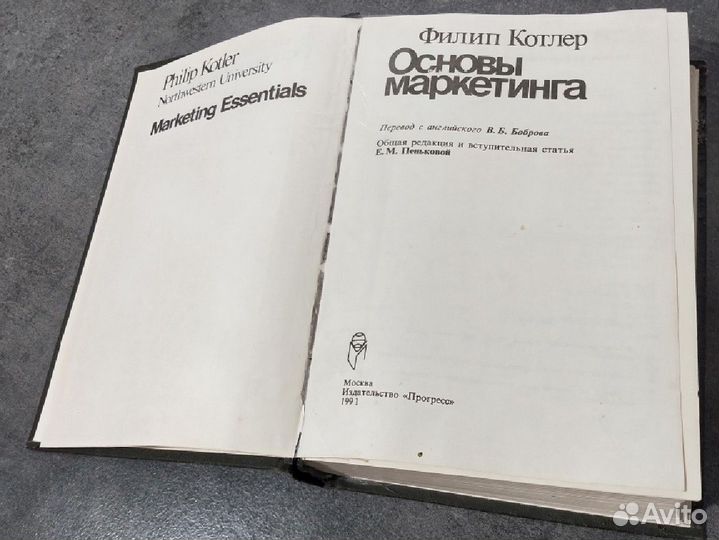 Philip Kotler
Northwestern University
Marketing Essentials
Филип Котлер
Основы
маркетинга
Перевод с английского В. Б. Боброва
Общая редакция и вступительная статья
Е. М. Пеньковой
Москва
Издательство «Прогресс»
1991
Avito